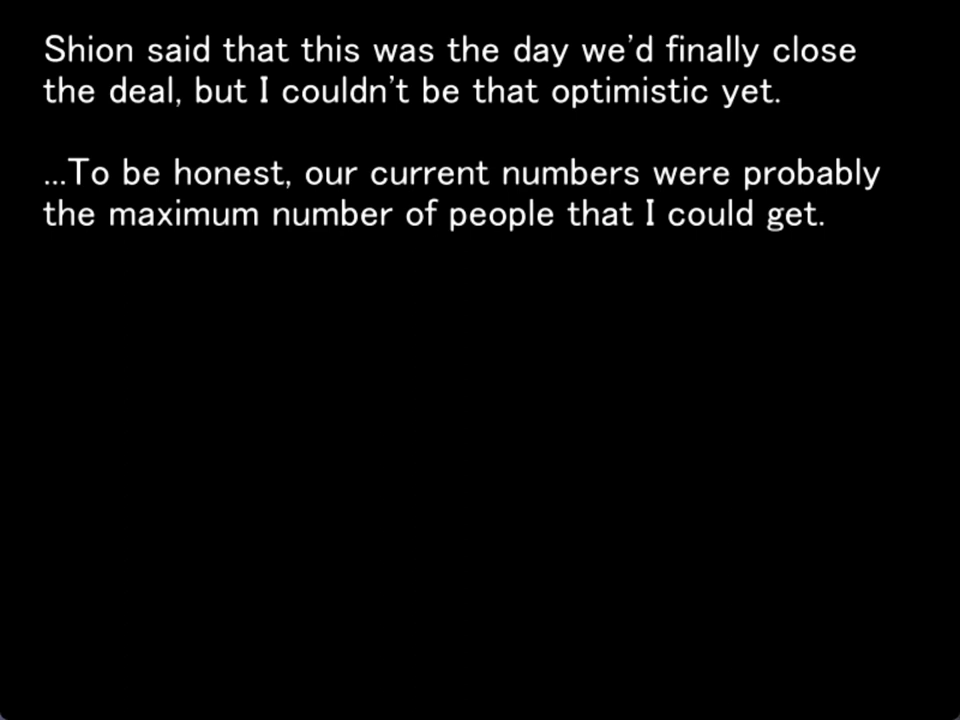 Shion said that this was the day we'd finally close
the deal, but I couldn't be that optimistic yet.
...To be honest, our current numbers were probably
the maximum number of people that I could get.